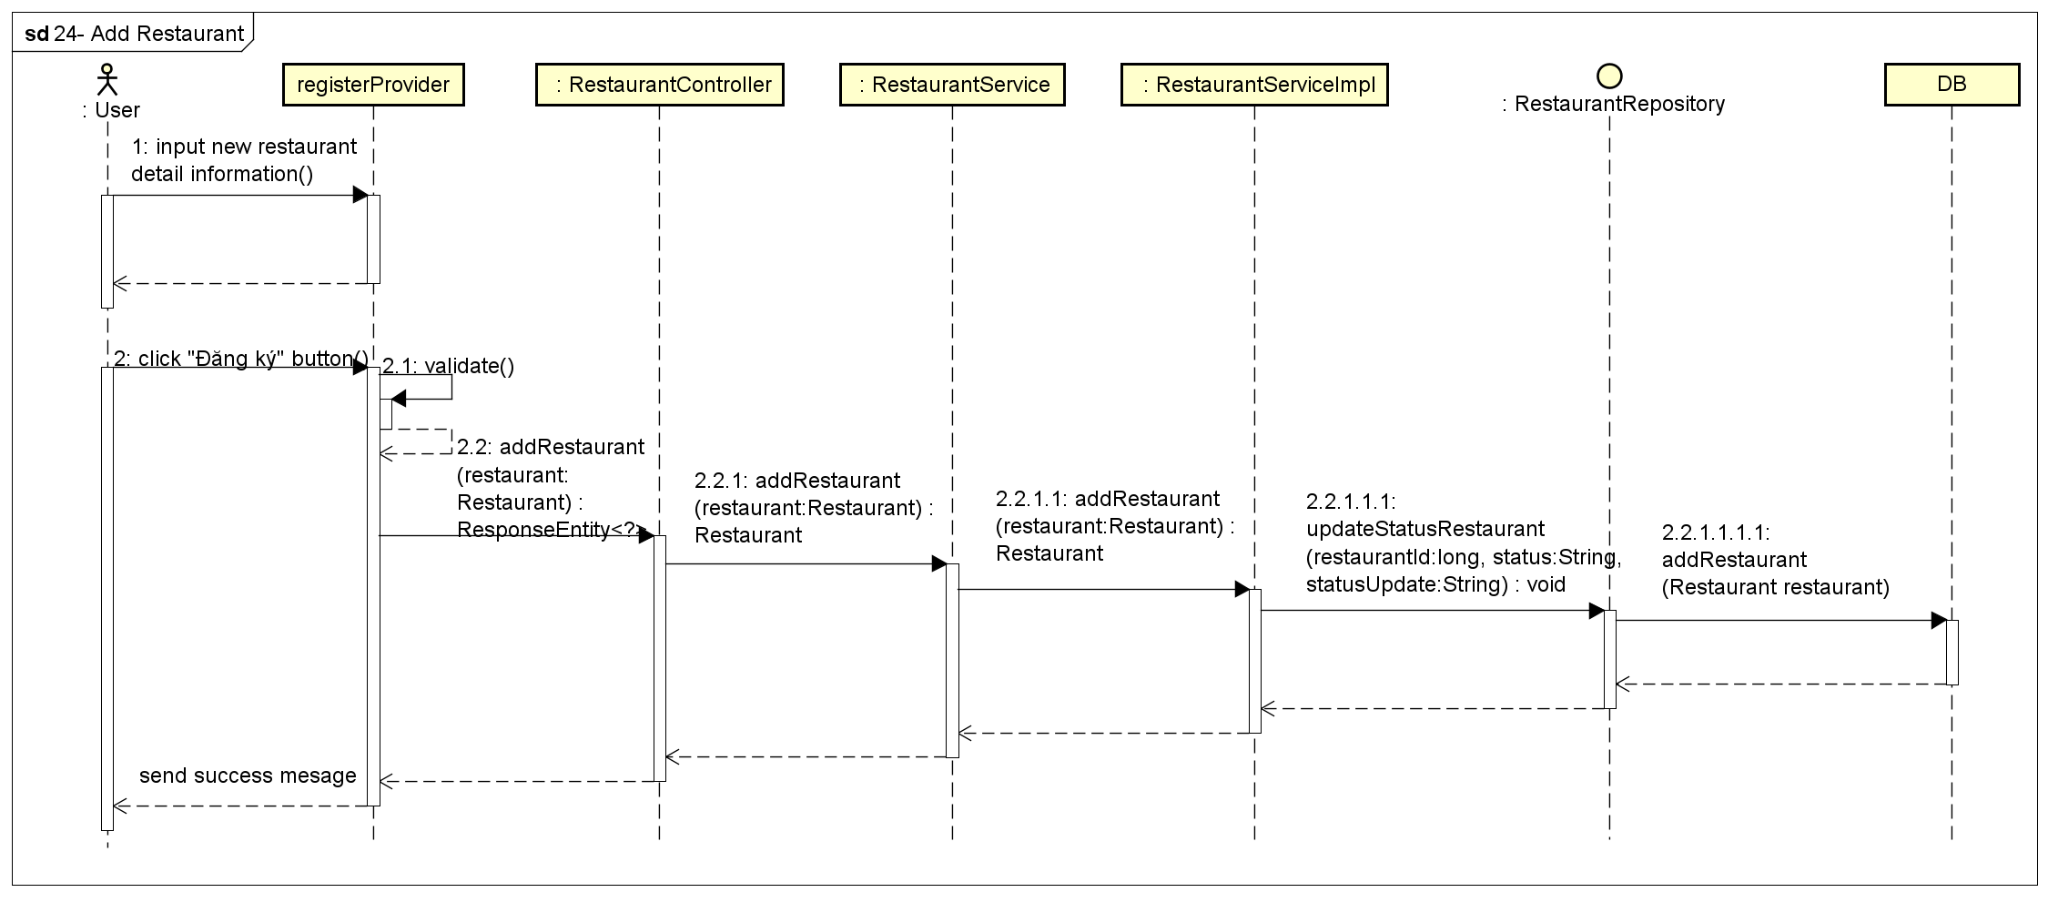 sd 24- Add Restaurant
: User
registerProvider
: RestaurantController
: RestaurantService
: RestaurantServiceImpl
: RestaurantRepository
DB
1: input new restaurant
detail information()
2: click "Đăng ký" button()
2.1: validate()
2.2: addRestaurant
(restaurant:
Restaurant) :
ResponseEntity<?>
2.2.1: addRestaurant
(restaurant:Restaurant) :
Restaurant
2.2.1.1: addRestaurant
(restaurant:Restaurant) :
Restaurant
2.2.1.1.1:
updateStatusRestaurant
(restaurantId:long, status:String,
statusUpdate:String) : void
2.2.1.1.1.1:
addRestaurant
(Restaurant restaurant)
send success mesage